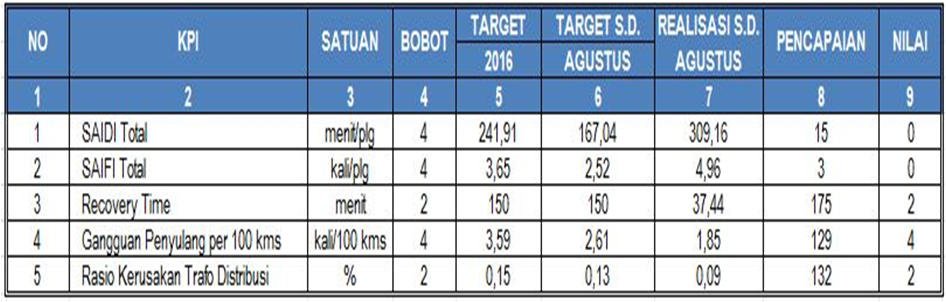 NO KPI SATUAN BOBOT TARGET 2016 TARGET S.D. AGUSTUS REALISASI S.D. AGUSTUS PENCAPAIAN NILAI
1 2 3 4 5 6 7 8 9
1 SAIDI Total menit/plg 4 241,91 167,04 309,16 15 0
2 SAIFI Total kali/plg 4 3,65 2,52 4,96 3 0
3 Recovery Time menit 2 150 150 37,44 175 2
4 Gangguan Penyulang per 100 kms kali/100 kms 4 3,59 2,61 1,85 129 4
5 Rasio Kerusakan Trafo Distribusi % 2 0,15 0,13 0,09 132 2